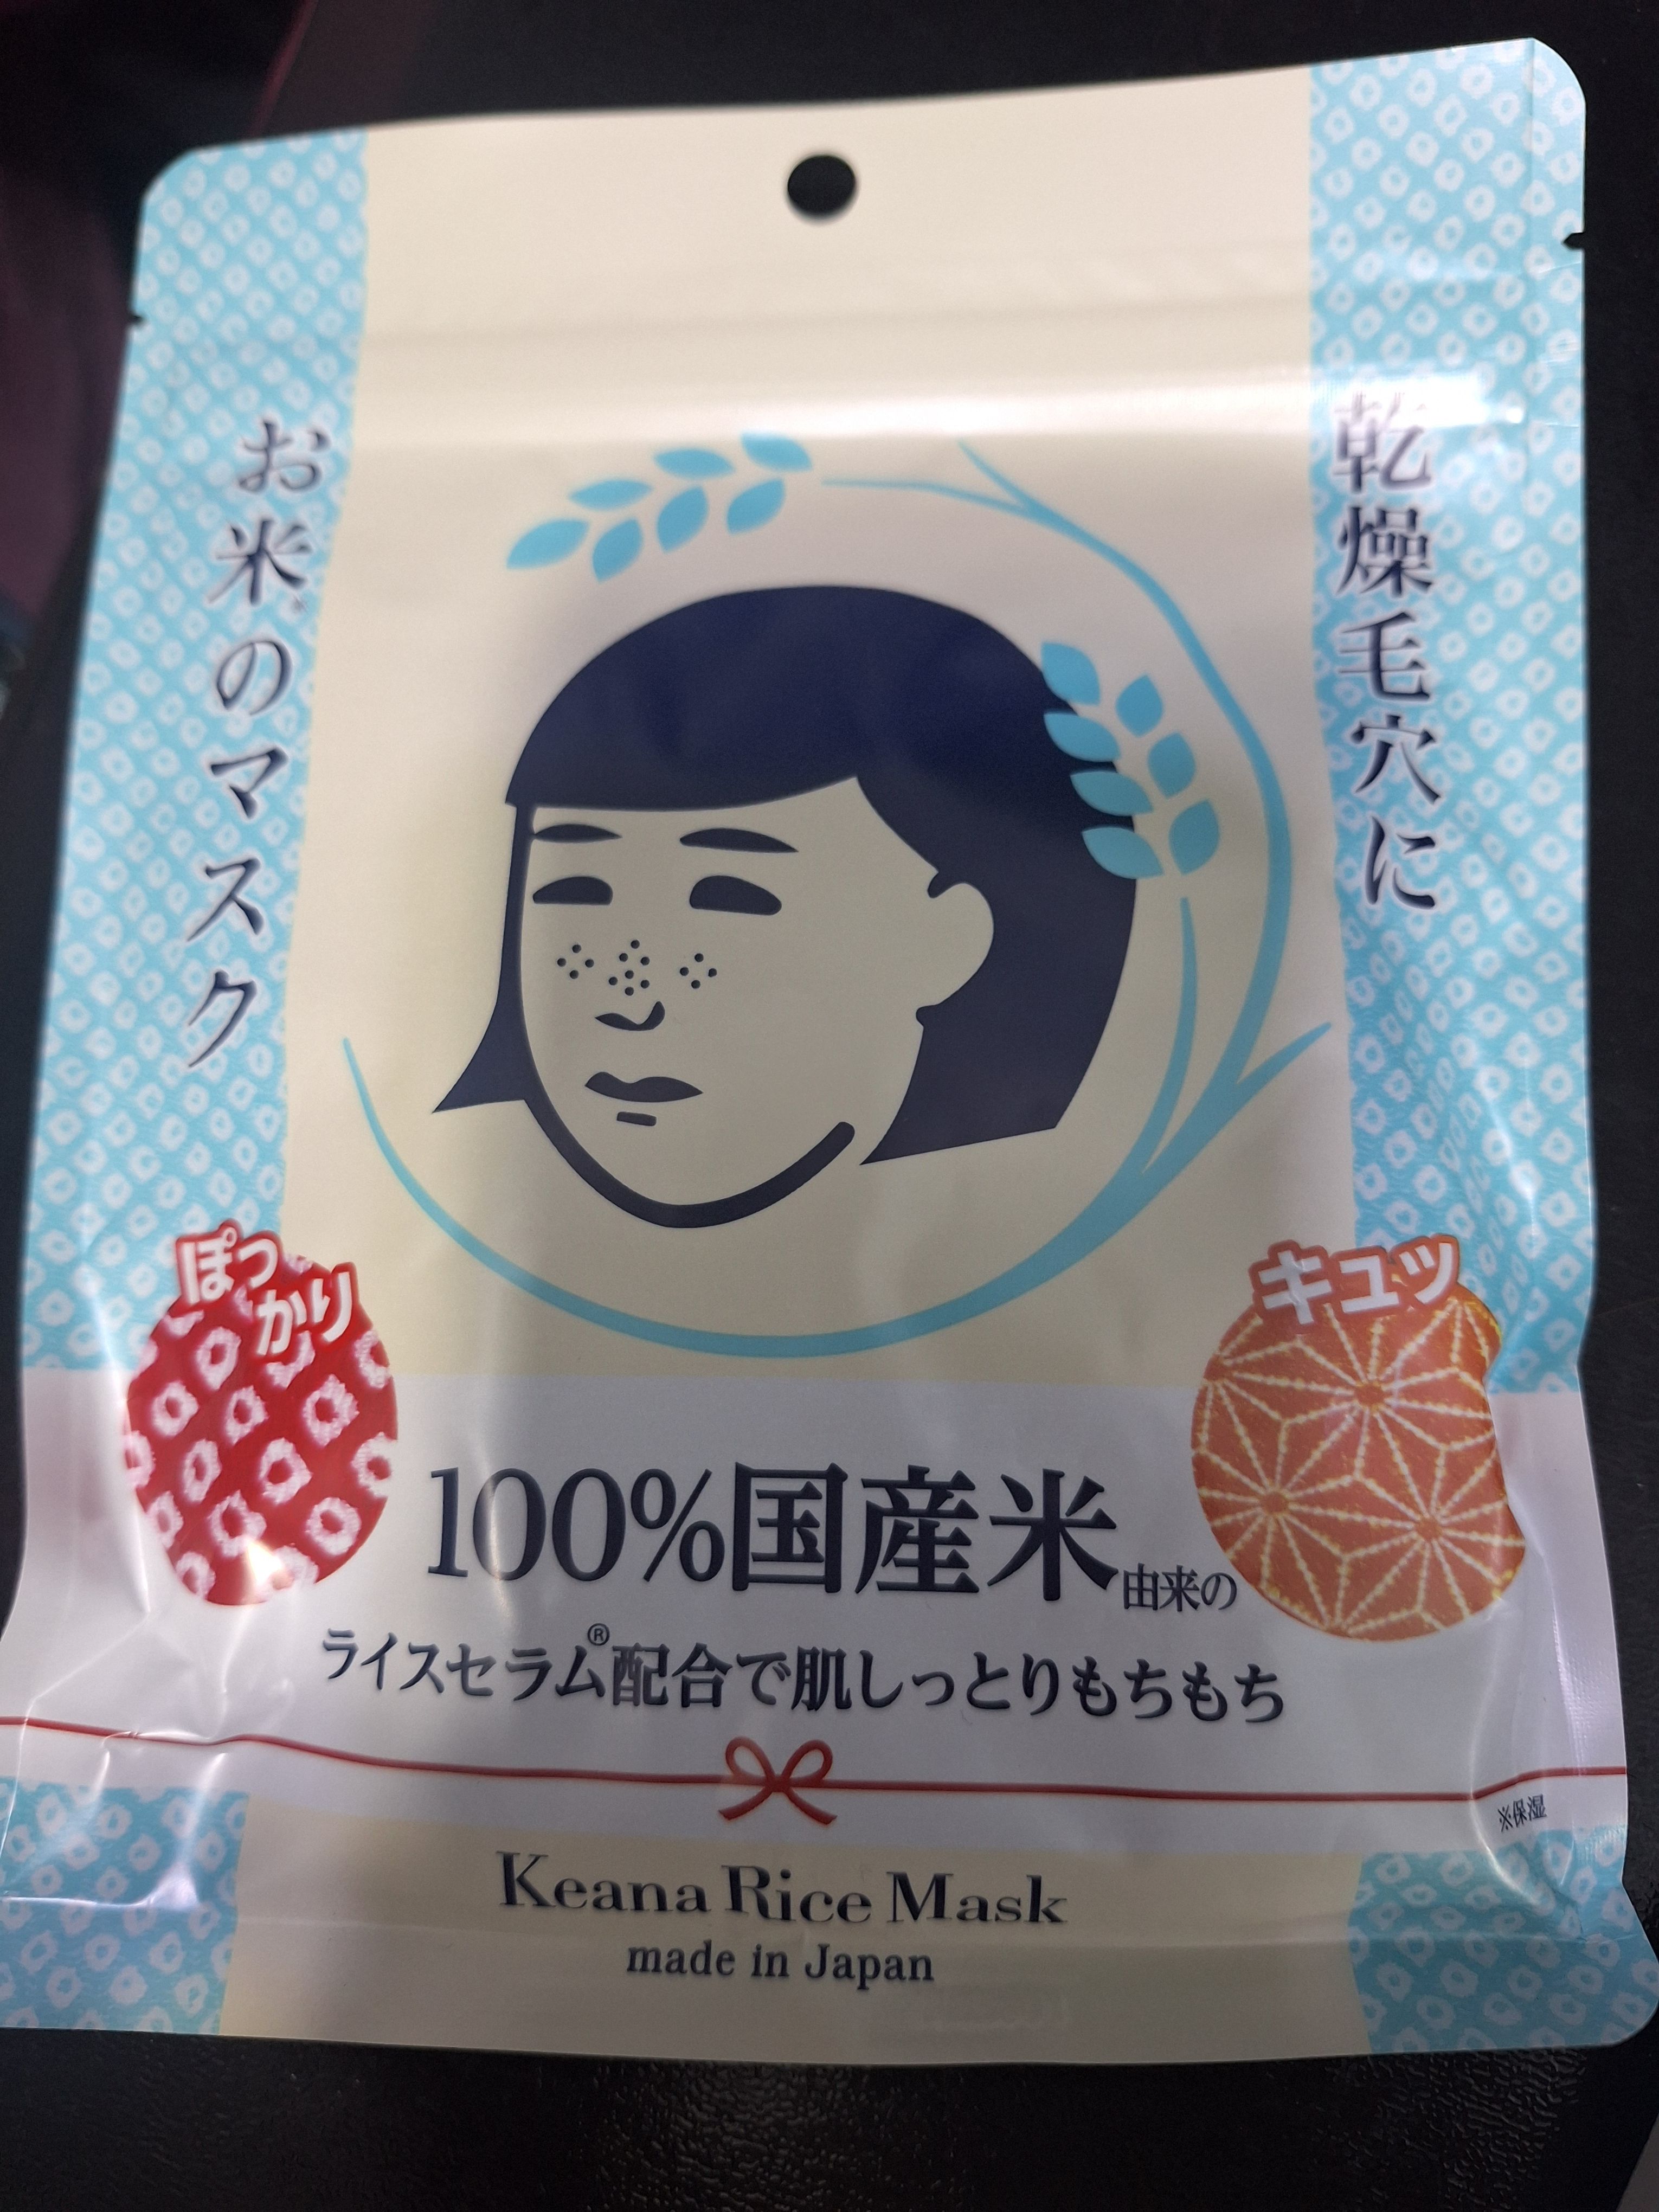 乾燥毛穴に
お米※のマスク
ぽっかり
キュッ
100%国産米由来の
ライスセラム®配合で肌しっとりもちもち
※保湿
Keana Rice Mask
made in Japan